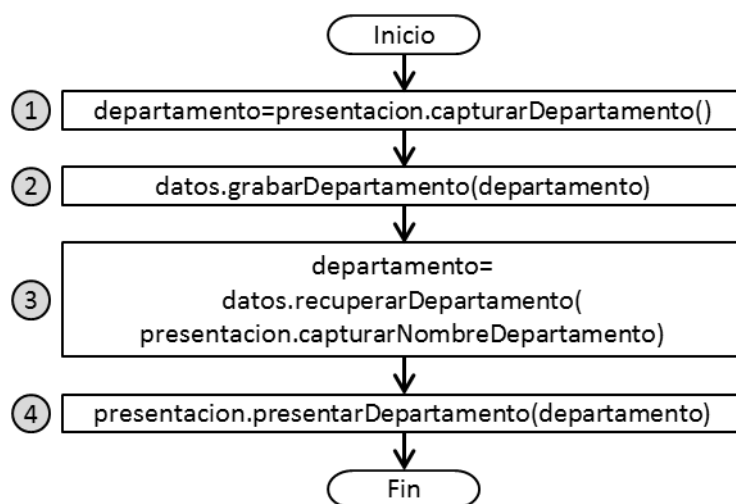 Inicio
1
departamento=presentacion.capturarDepartamento()
2
datos.grabarDepartamento(departamento)
3
departamento=
datos.recuperarDepartamento(
presentacion.capturarNombreDepartamento)
4
presentacion.presentarDepartamento(departamento)
Fin